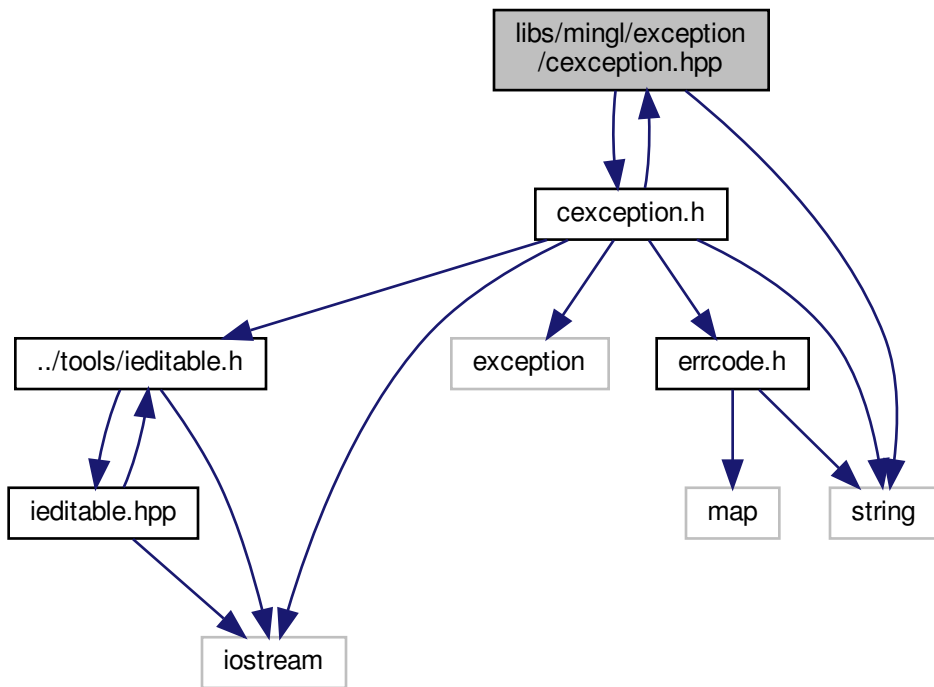 libs/mingl/exception
/cexception.hpp
cexception.h
../tools/ieditable.h
exception
errcode.h
ieditable.hpp
map
string
iostream